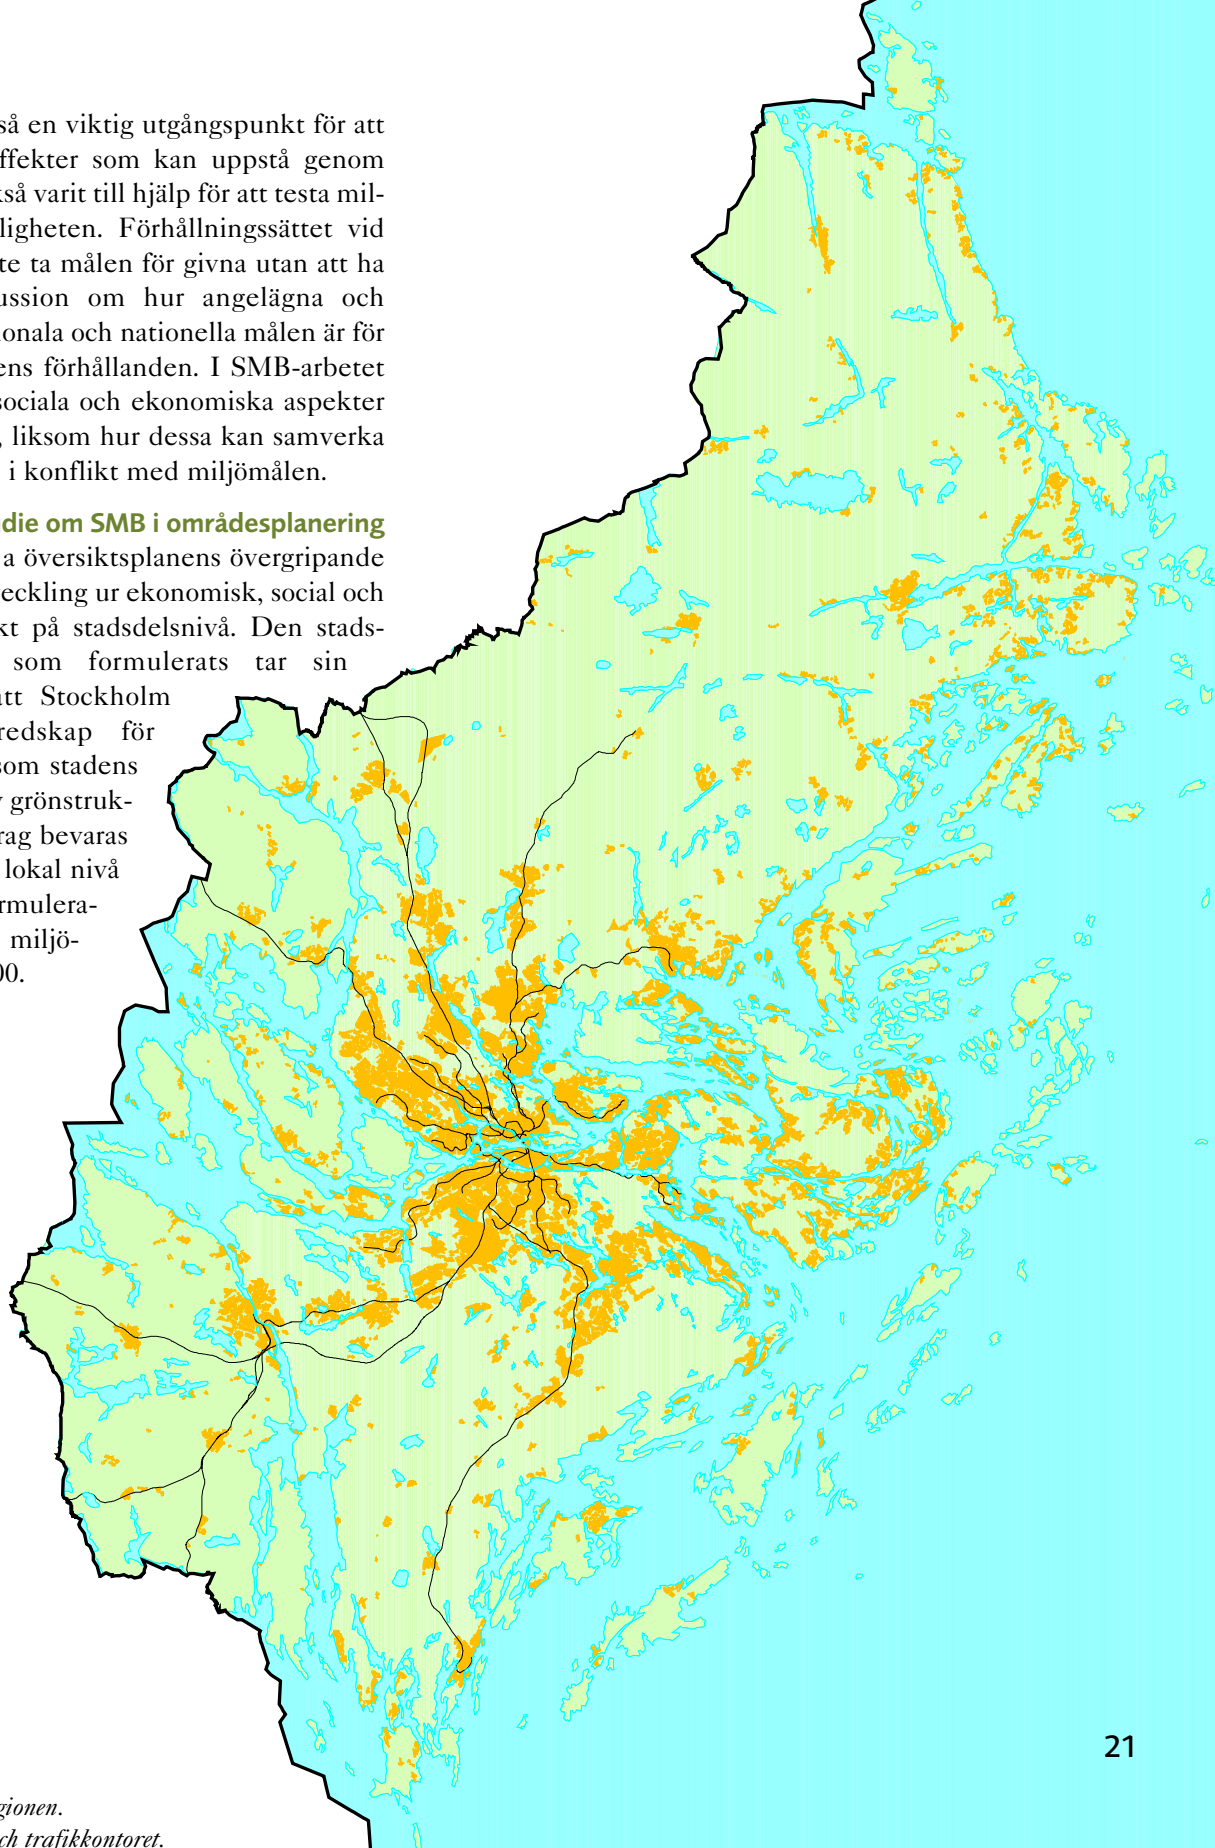 så en viktig utgångspunkt för att
ffekter som kan uppstå genom
kså varit till hjälp för att testa mil-
ligheten. Förhållningssättet vid
te ta målen för givna utan att ha
ussion om hur angelägna och
ionala och nationella målen är för
ens förhållanden. I SMB-arbetet
sociala och ekonomiska aspekter
, liksom hur dessa kan samverka
i konflikt med miljömålen.
die om SMB i områdesplanering
a översiktsplanens övergripande
veckling ur ekonomisk, social och
kt på stadsdelsnivå. Den stads-
som formulerats tar sin
att Stockholm
redskap för
som stadens
v grönstruk-
rag bevaras
lokal nivå
rmulera-
miljö-
00.
gionen.
ch trafikkontoret.
21